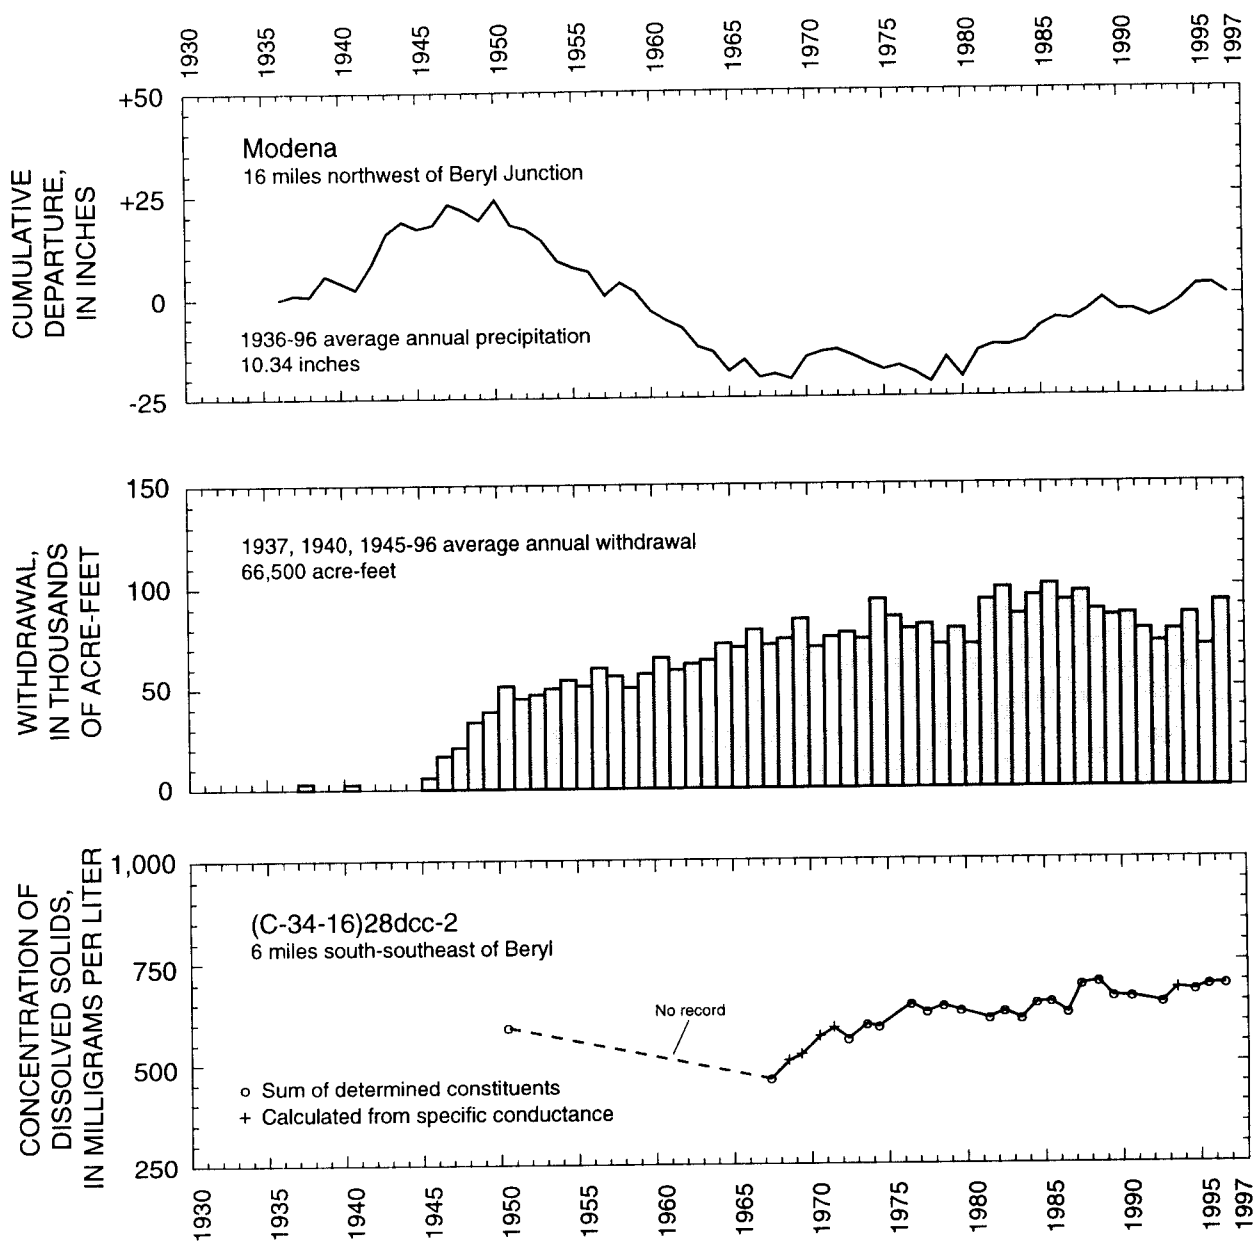 1930 1935 1940 1945 1950 1955 1960 1965 1970 1975 1980 1985 1990 1995 1997
CUMULATIVE
DEPARTURE,
IN INCHES
+50
+25
0
-25
Modena
16 miles northwest of Beryl Junction
1936-96 average annual precipitation
10.34 inches
WITHDRAWAL,
IN THOUSANDS
OF ACRE-FEET
150
100
50
0
1937, 1940, 1945-96 average annual withdrawal
66,500 acre-feet
CONCENTRATION OF
DISSOLVED SOLIDS,
IN MILLIGRAMS PER LITER
1,000
750
500
250
(C-34-16)28dcc-2
6 miles south-southeast of Beryl
No record
o Sum of determined constituents
+ Calculated from specific conductance
1930 1935 1940 1945 1950 1955 1960 1965 1970 1975 1980 1985 1990 1995 1997